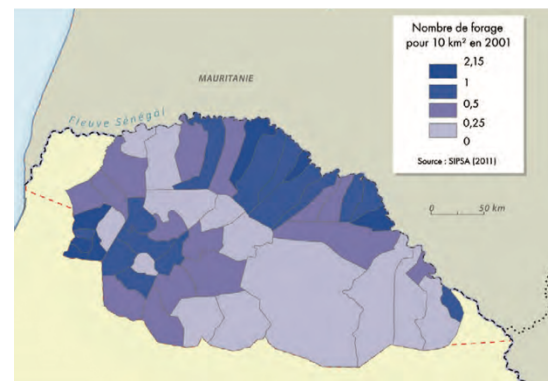 Nombre de forage
pour 10 km² en 2001
2,15
1
0,5
0,25
0
Source : SIPSA (2011)
MAURITANIE
Fleuve Sénégal
0 50 km